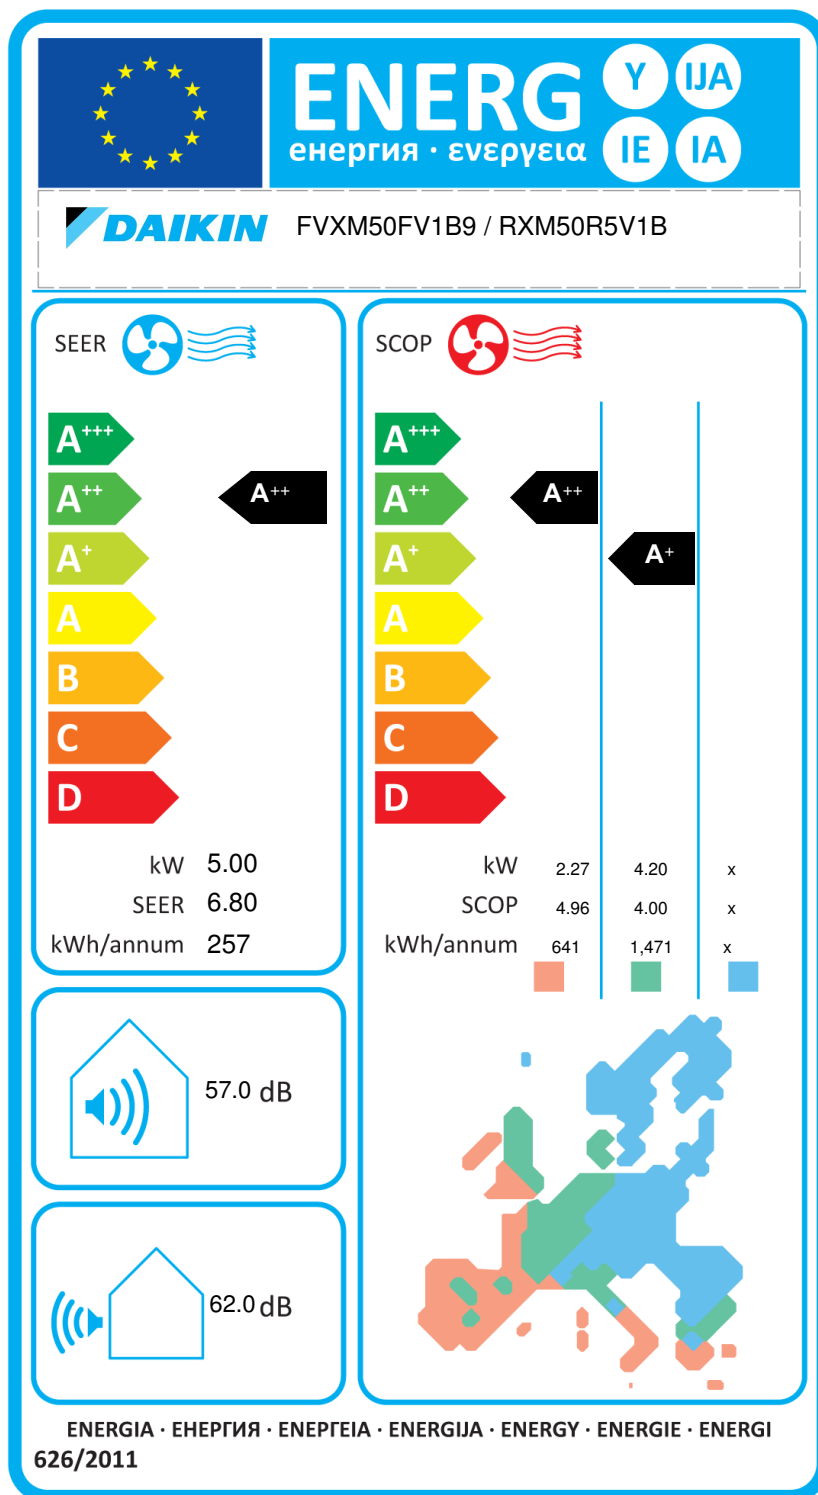 ENERG
енергия · ενεργεια
Y IJA
IE IA
DAIKIN FVXM50FV1B9 / RXM50R5V1B
SEER
A+++
A++ A++
A+
A
B
C
D
kW 5.00
SEER 6.80
kWh/annum 257
SCOP
A+++
A++ A++
A+ A+
A
B
C
D
kW 2.27 4.20 x
SCOP 4.96 4.00 x
kWh/annum 641 1,471 x
57.0 dB
62.0 dB
ENERGIA · ЕНЕРГИЯ · ΕΝΕΡΓΕΙΑ · ENERGIJA · ENERGY · ENERGIE · ENERGI
626/2011